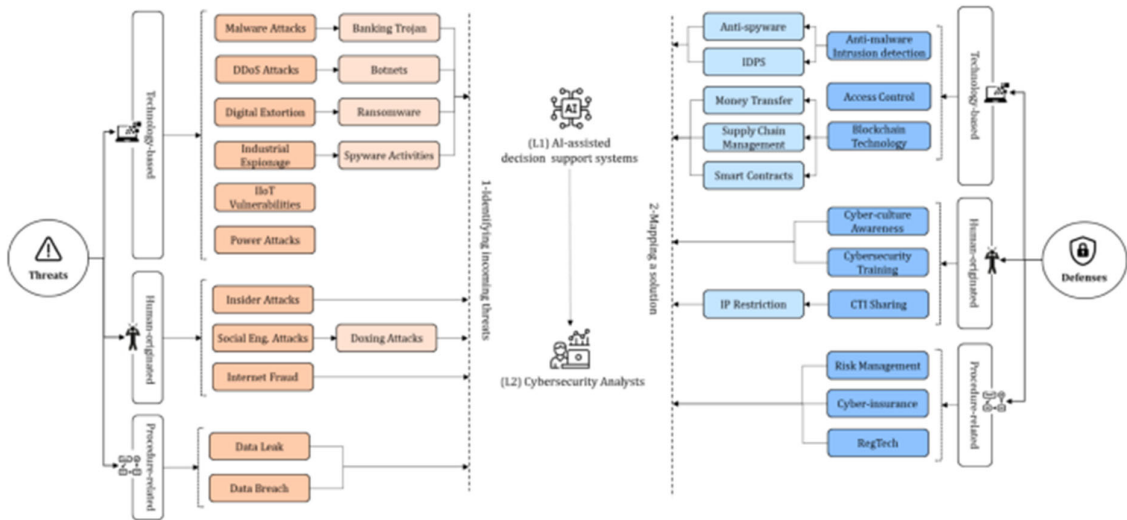 Threats
Technology-based
Malware Attacks
Banking Trojan
DDoS Attacks
Botnets
Digital Extortion
Ransomware
Industrial
Espionage
Spyware Activities
IIoT
Vulnerabilities
Power Attacks
Human-originated
Insider Attacks
Social Eng. Attacks
Doxing Attacks
Internet Fraud
Procedure-related
Data Leak
Data Breach
1-Identifying incoming threats
AI
(L1) AI-assisted
decision support systems
(L2) Cybersecurity Analysts
2-Mapping a solution
Anti-spyware
IDPS
Anti-malware
Intrusion detection
Money Transfer
Access Control
Supply Chain
Management
Blockchain
Technology
Smart Contracts
Technology-based
Cyber-culture
Awareness
Cybersecurity
Training
IP Restriction
CTI Sharing
Human-originated
Risk Management
Cyber-insurance
RegTech
Procedure-related
Defenses